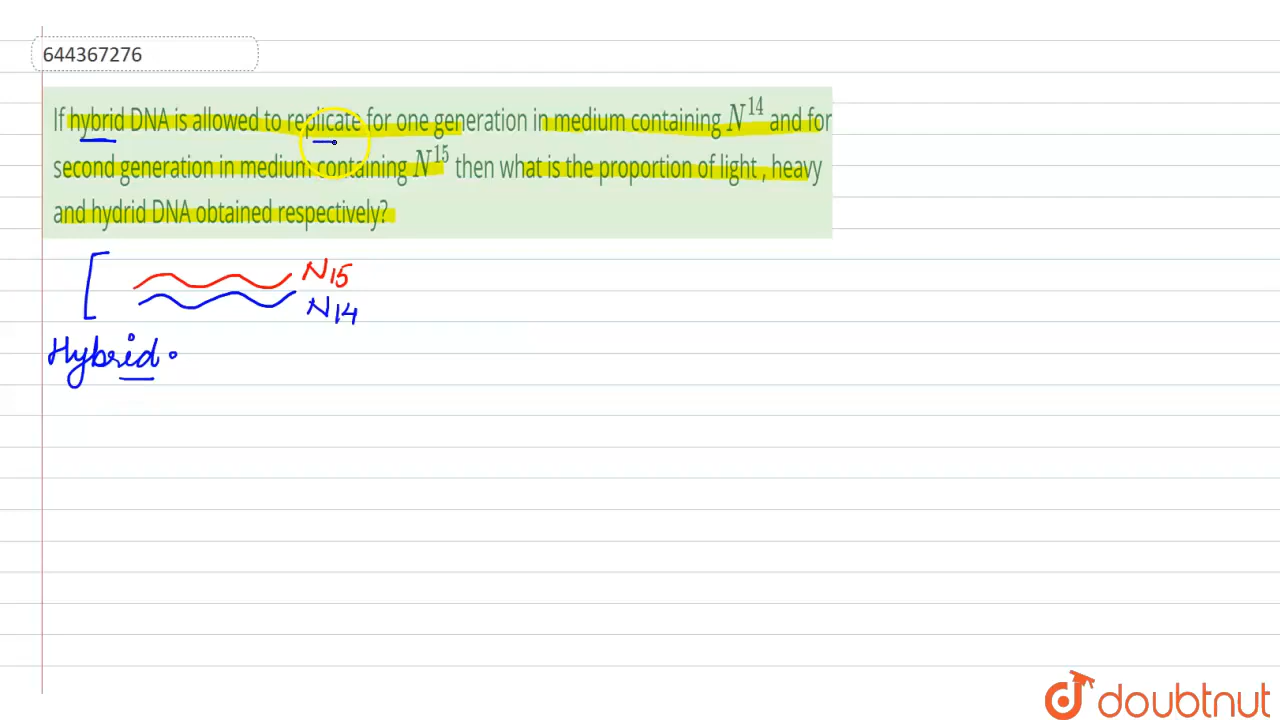 644367276
If hybrid DNA is allowed to replicate for one generation in medium containing N^14 and for
second generation in medium containing N^15 then what is the proportion of light , heavy
and hydrid DNA obtained respectively?
N15
N14
Hybrid
doubtnut